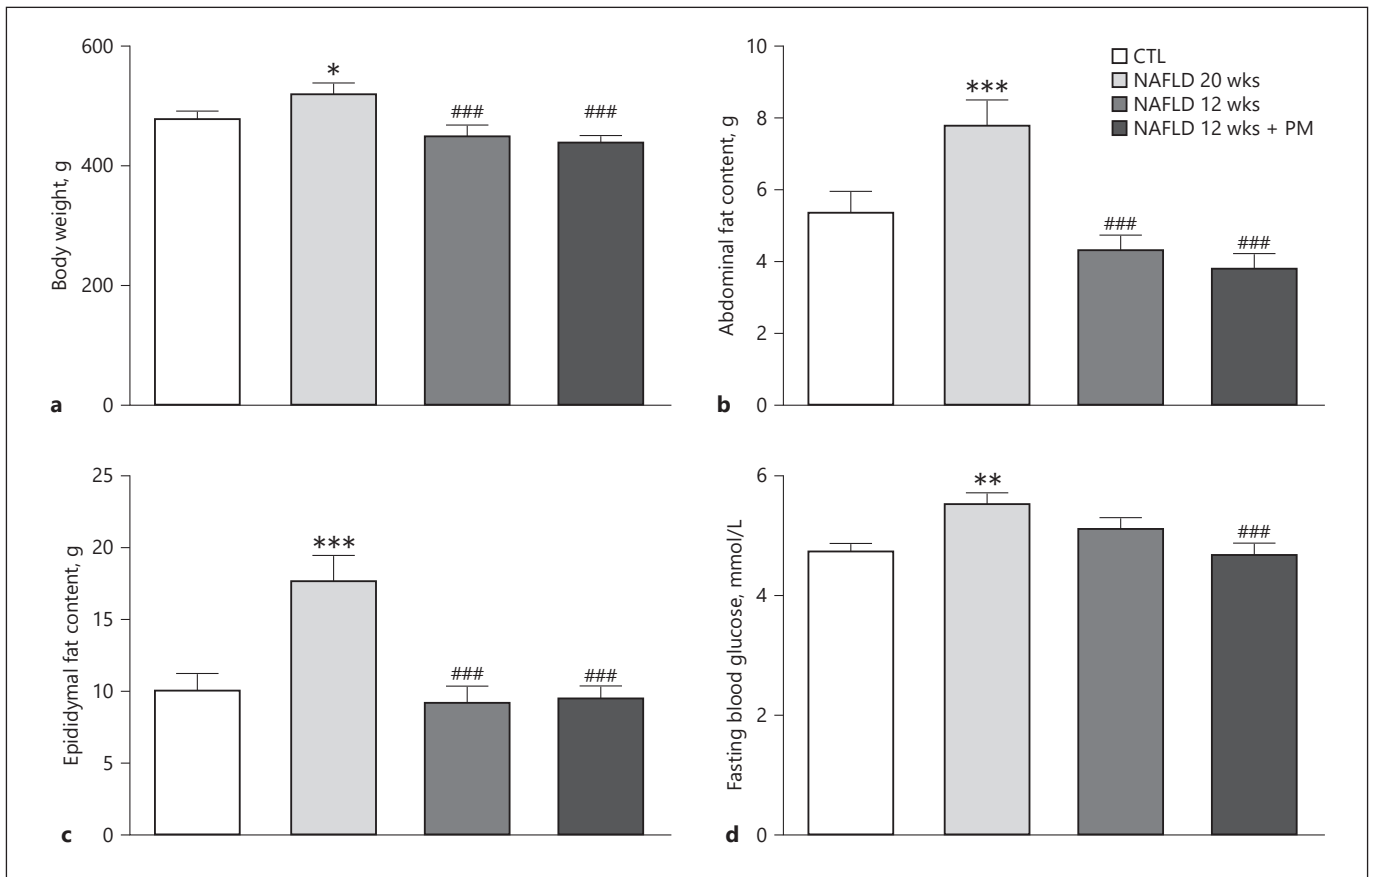 600
400
200
0
Body weight, g
*
###
###
a
10
8
6
4
2
0
Abdominal fat content, g
***
###
###
CTL
NAFLD 20 wks
NAFLD 12 wks
NAFLD 12 wks + PM
b
25
20
15
10
5
0
Epididymal fat content, g
***
###
###
c
6
4
2
0
Fasting blood glucose, mmol/L
**
###
d